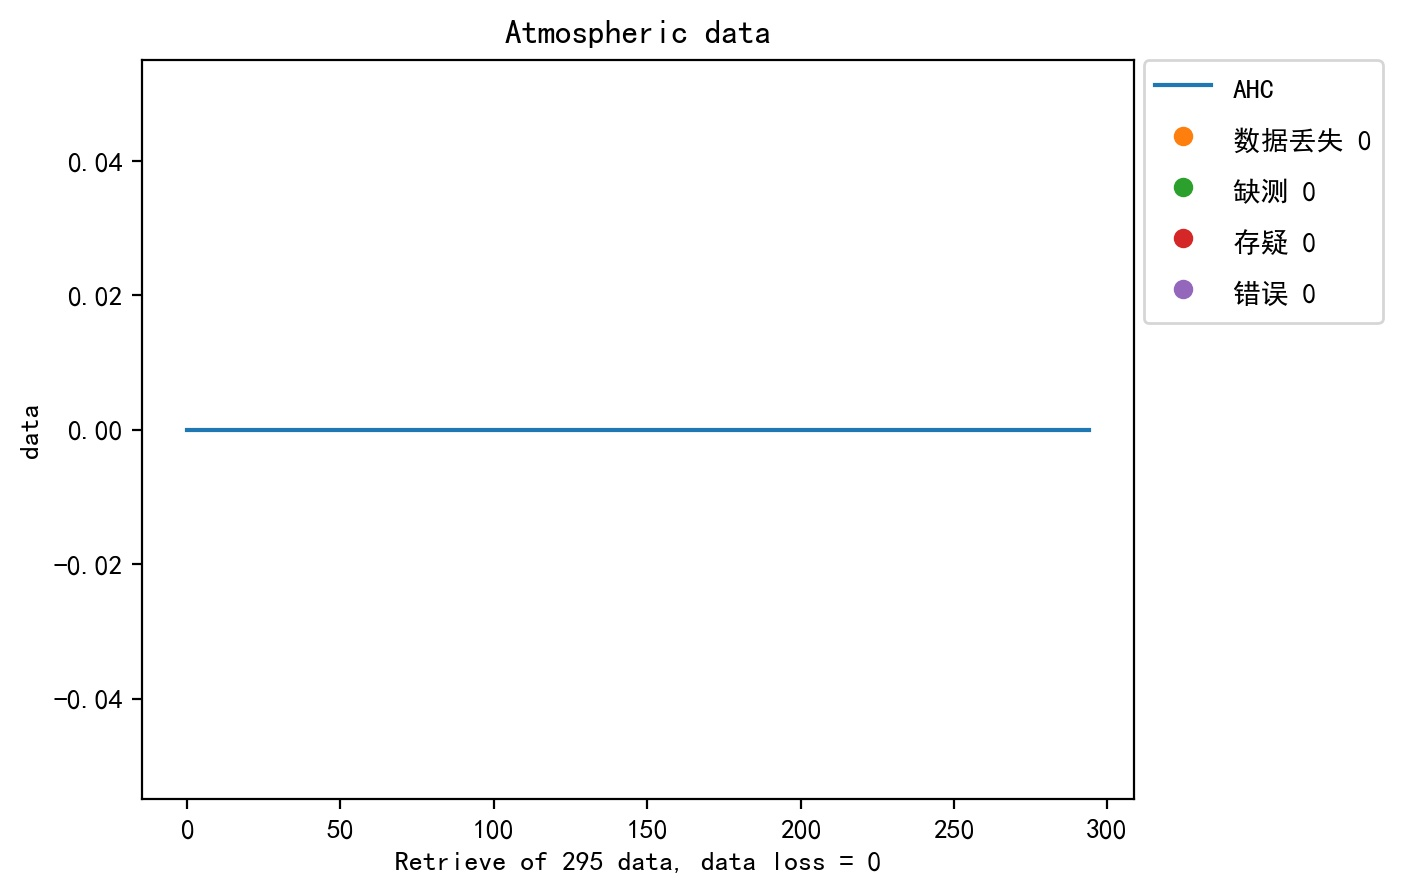 Atmospheric data
AHC
数据丢失 0
缺测 0
存疑 0
错误 0
0.04
0.02
0.00
-0.02
-0.04
data
0 50 100 150 200 250 300
Retrieve of 295 data, data loss = 0